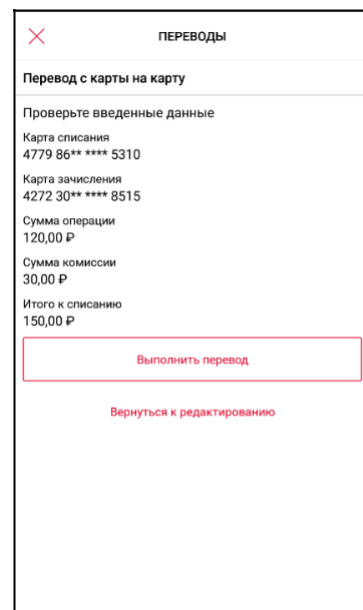 ПЕРЕВОДЫ
Перевод с карты на карту
Проверьте введенные данные
Карта списания
4779 86** **** 5310
Карта зачисления
4272 30** **** 8515
Сумма операции
120,00 ₽
Сумма комиссии
30,00 ₽
Итого к списанию
150,00 ₽
Выполнить перевод
Вернуться к редактированию